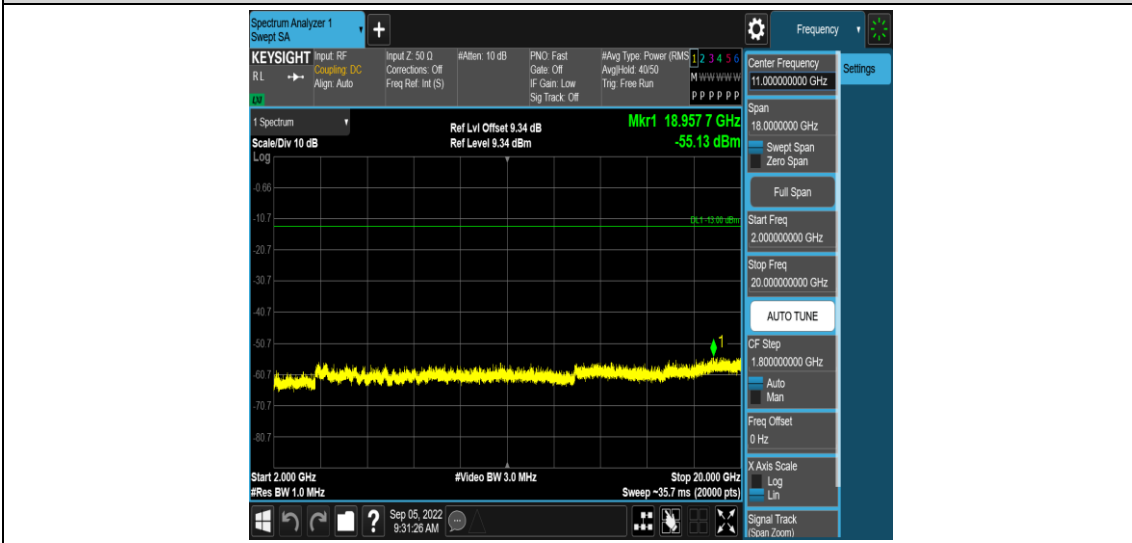 Spectrum Analyzer 1
Swept SA
+
Frequency
KEYSIGHT
RL
Input: RF
Coupling: DC
Align: Auto
Input Z: 50 Ω
Corrections: Off
Freq Ref: Int (S)
#Atten: 10 dB
PNO: Fast
Gate: Off
IF Gain: Low
Sig Track: Off
#Avg Type: Power (RMS
Avg|Hold: 40/50
Trig: Free Run
1 2 3 4 5 6
M W W W W W
P P P P P P
1 Spectrum
Scale/Div 10 dB
Log
Ref Lvl Offset 9.34 dB
Ref Level 9.34 dBm
Mkr1 18.957 7 GHz
-55.13 dBm
-0.66
-10.7
DL1 -13.00 dBm
-20.7
-30.7
-40.7
-50.7
1
-60.7
-70.7
-80.7
Start 2.000 GHz
#Res BW 1.0 MHz
#Video BW 3.0 MHz
Stop 20.000 GHz
Sweep ~35.7 ms (20000 pts)
?
Sep 05, 2022
9:31:26 AM
Center Frequency
11.000000000 GHz
Settings
Span
18.0000000 GHz
Swept Span
Zero Span
Full Span
Start Freq
2.000000000 GHz
Stop Freq
20.000000000 GHz
AUTO TUNE
CF Step
1.800000000 GHz
Auto
Man
Freq Offset
0 Hz
X Axis Scale
Log
Lin
Signal Track
(Span Zoom)